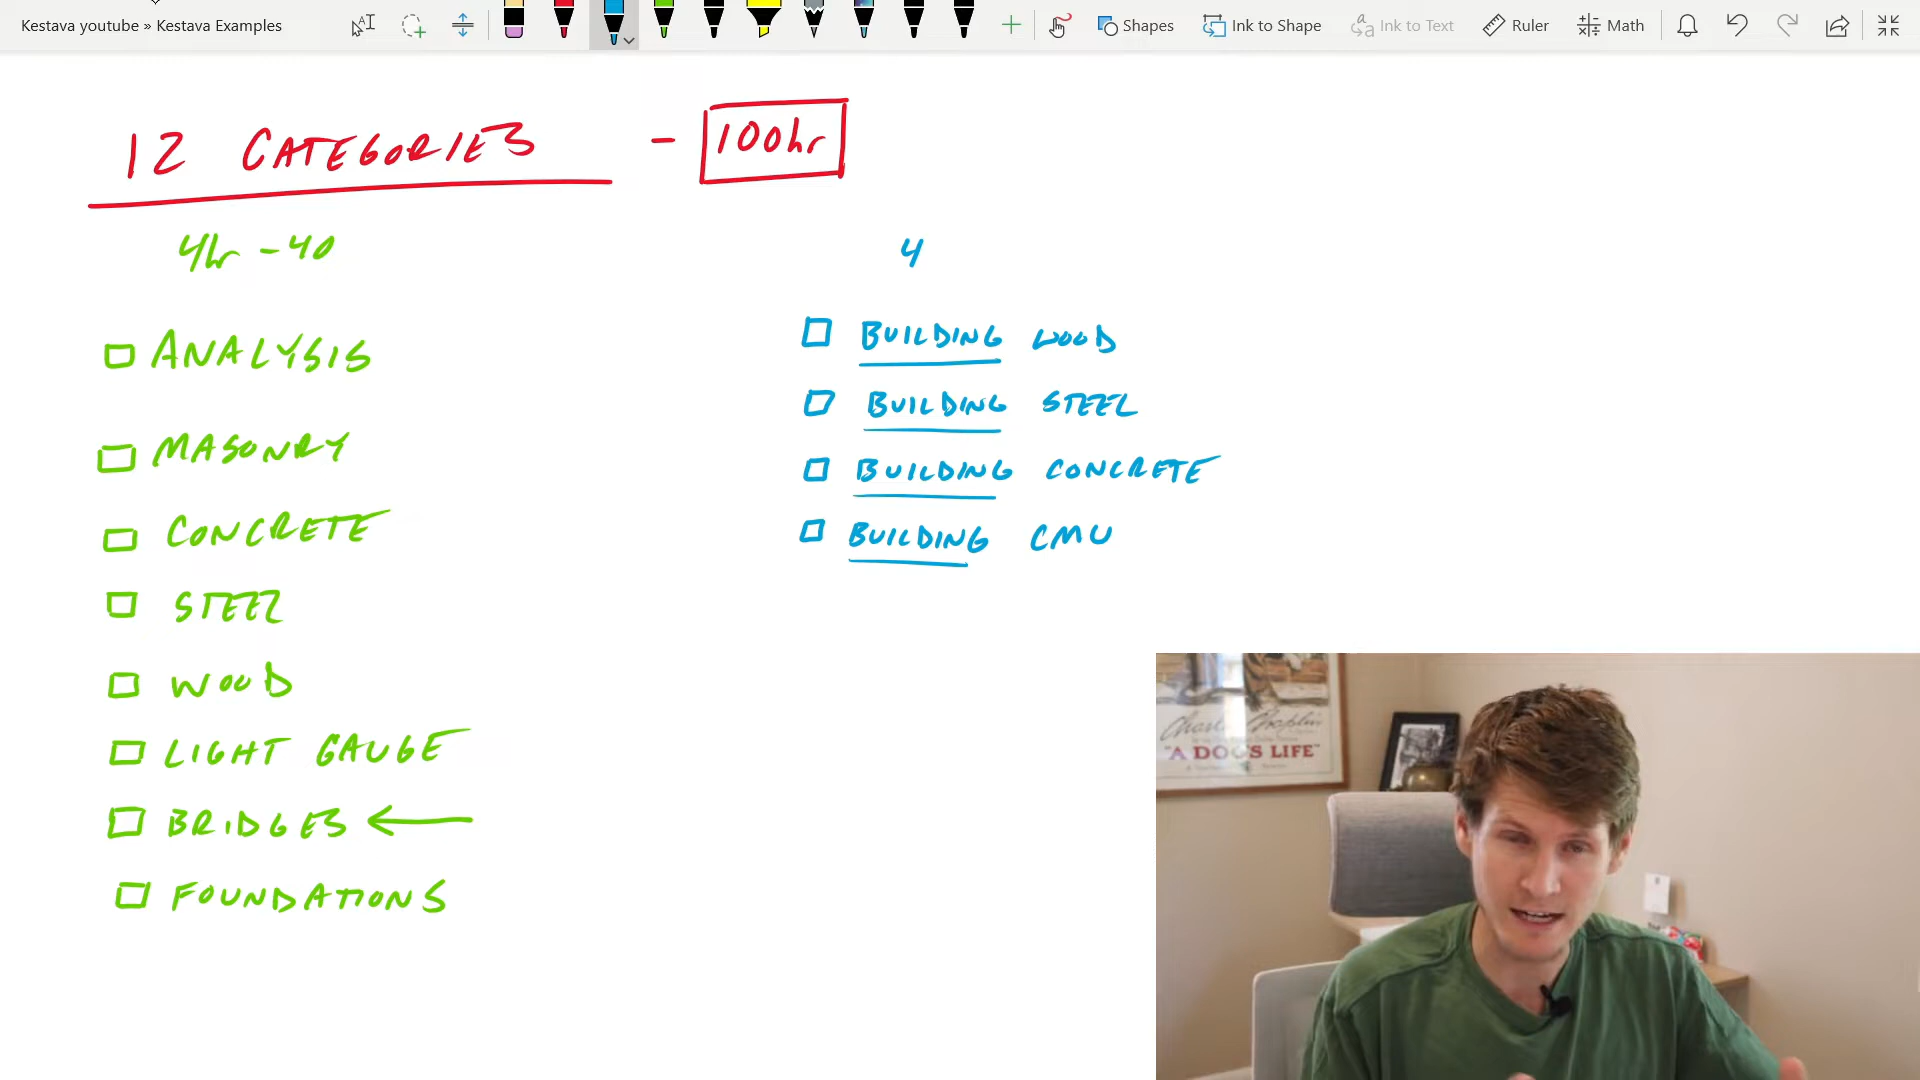 Kestava youtube » Kestava Examples
Shapes
Ink to Shape
Ink to Text
Ruler
Math
12 CATEGORIES - 100hr
4hr - 40
ANALYSIS
MASONRY
CONCRETE
STEEL
WOOD
LIGHT GAUGE
BRIDGES
FOUNDATIONS
4
BUILDING WOOD
BUILDING STEEL
BUILDING CONCRETE
BUILDING CMU
Charlie Chaplin
"A DOG'S LIFE"